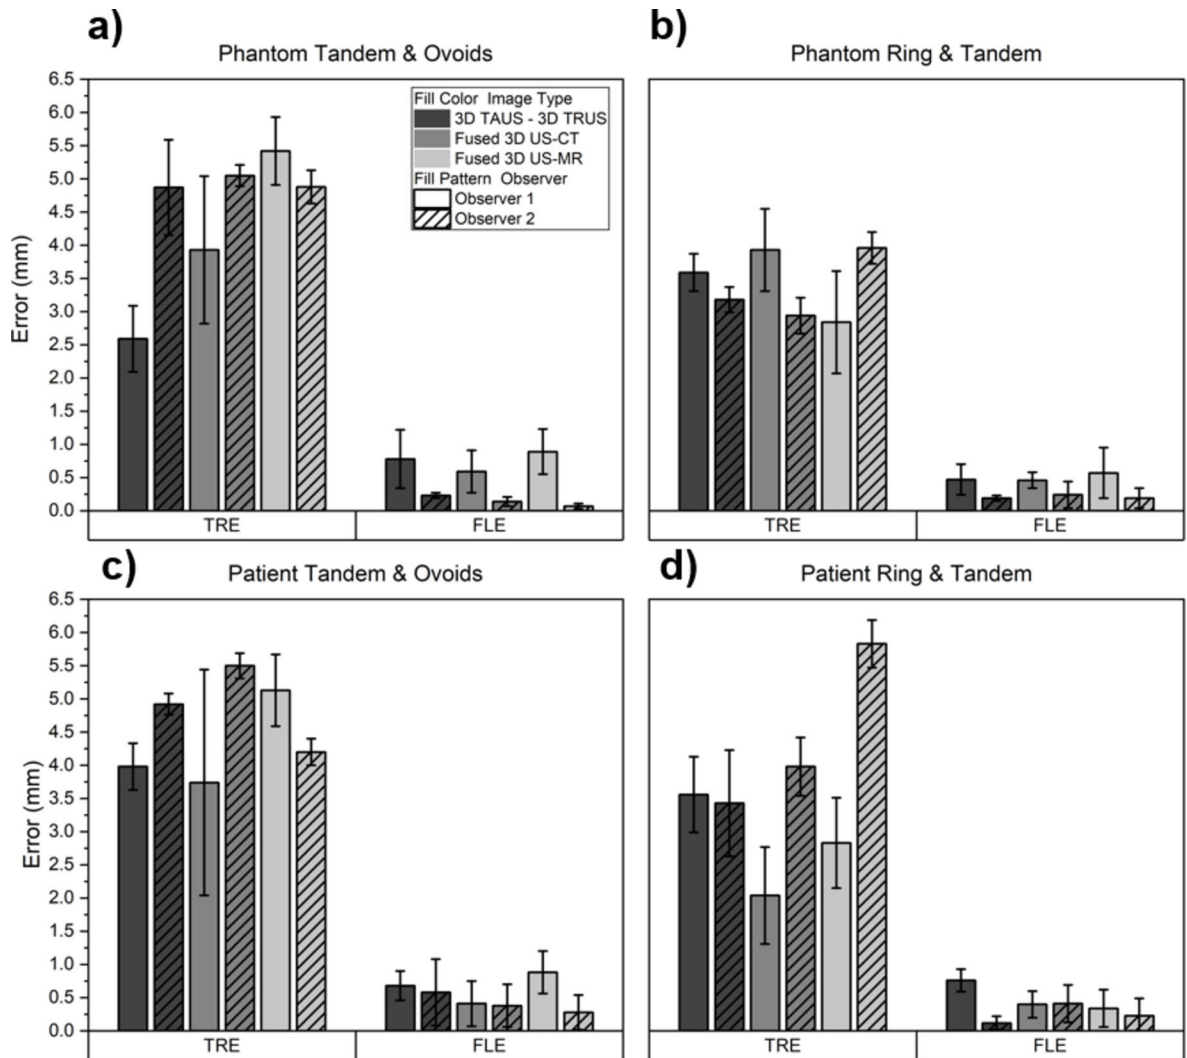 a)
Phantom Tandem & Ovoids
6.5
6.0
5.5
5.0
4.5
4.0
3.5
3.0
2.5
2.0
1.5
1.0
0.5
0.0
Error (mm)
Fill Color Image Type
3D TAUS - 3D TRUS
Fused 3D US-CT
Fused 3D US-MR
Fill Pattern Observer
Observer 1
Observer 2
TRE FLE
b)
Phantom Ring & Tandem
TRE FLE
c)
Patient Tandem & Ovoids
6.5
6.0
5.5
5.0
4.5
4.0
3.5
3.0
2.5
2.0
1.5
1.0
0.5
0.0
Error (mm)
TRE FLE
d)
Patient Ring & Tandem
TRE FLE